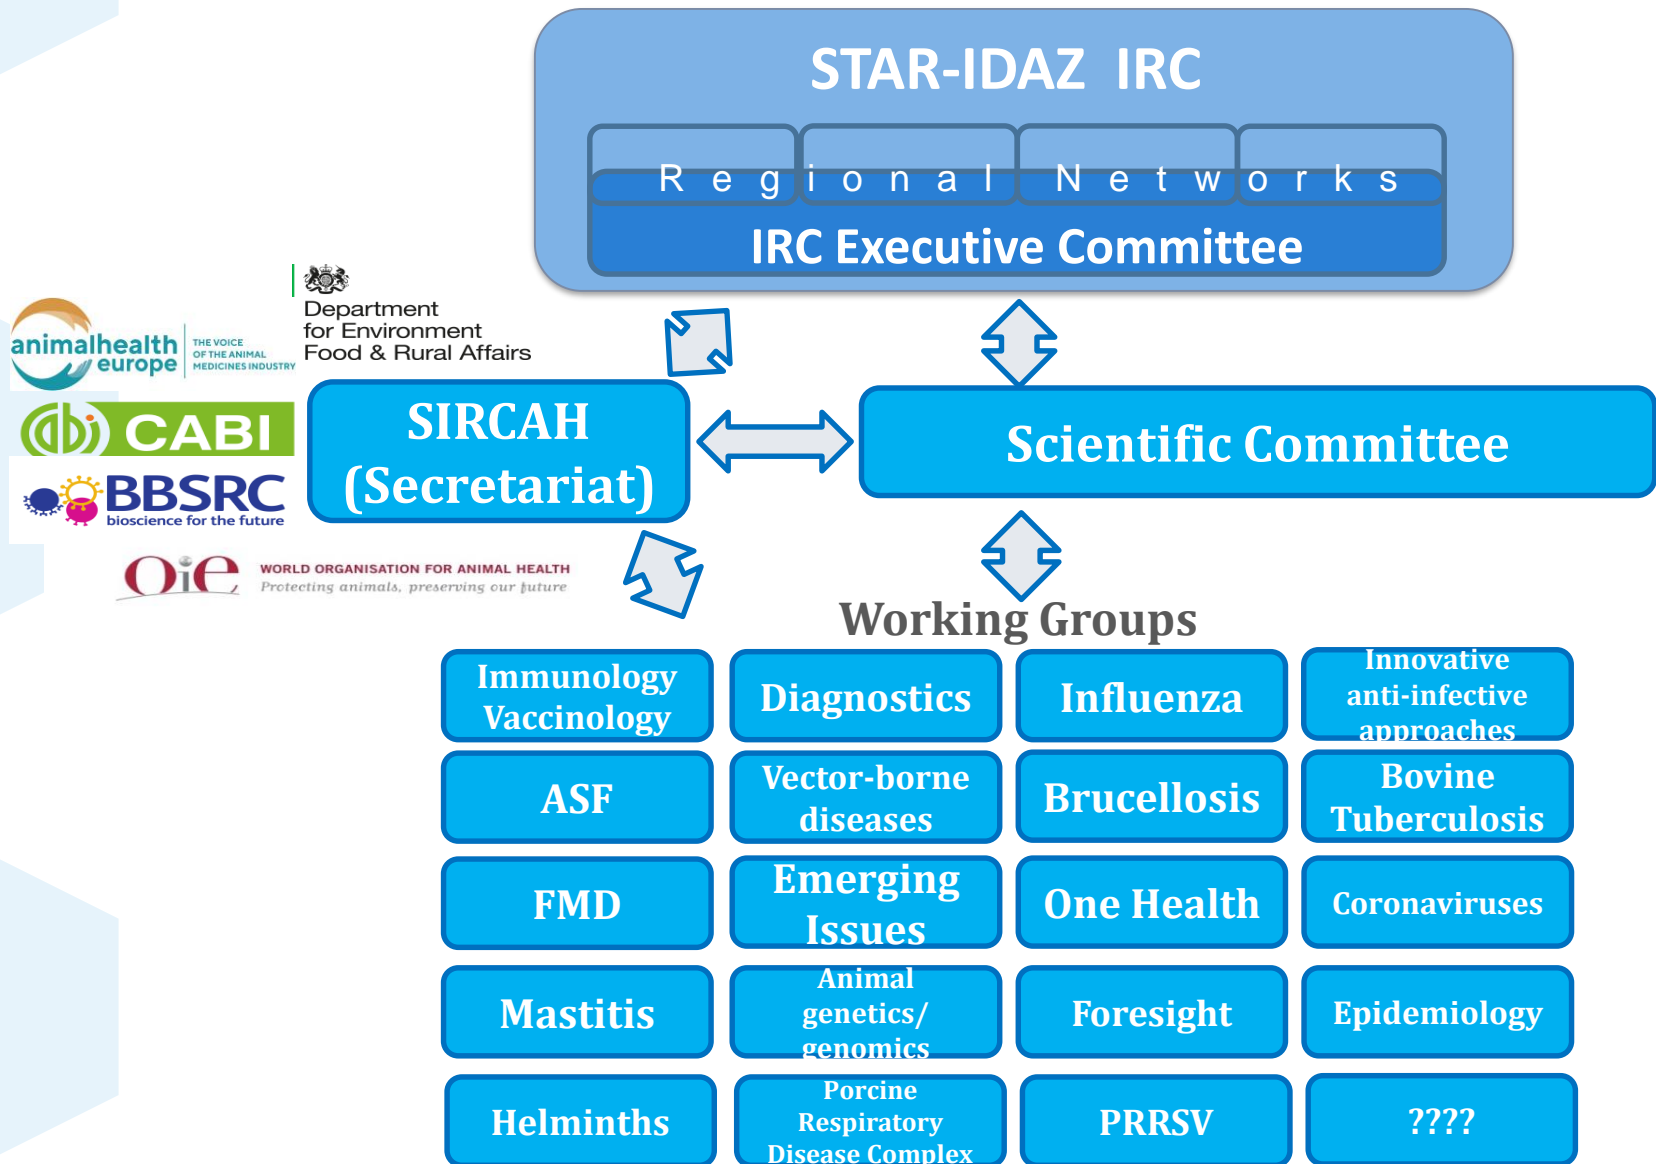 STAR-IDAZ IRC
Regional Networks
IRC Executive Committee
Department
for Environment
Food & Rural Affairs
animalhealth
europe
THE VOICE
OF THE ANIMAL
MEDICINES INDUSTRY
CABI
SIRCAH
(Secretariat)
Scientific Committee
BBSRC
bioscience for the future
Oie
WORLD ORGANISATION FOR ANIMAL HEALTH
Protecting animals, preserving our future
Working Groups
Immunology
Vaccinology
Diagnostics
Influenza
Innovative
anti-infective
approaches
ASF
Vector-borne
diseases
Brucellosis
Bovine
Tuberculosis
FMD
Emerging
Issues
One Health
Coronaviruses
Mastitis
Animal
genetics/
genomics
Foresight
Epidemiology
Helminths
Porcine
Respiratory
Disease Complex
PRRSV
????